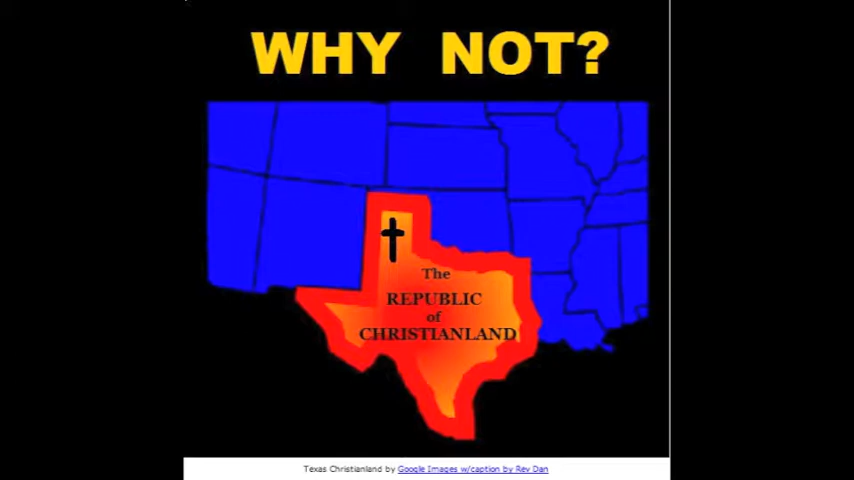 WHY NOT?
The
REPUBLIC
of
CHRISTIANLAND
Texas Christianland by Google Images w/caption by Rev Dan